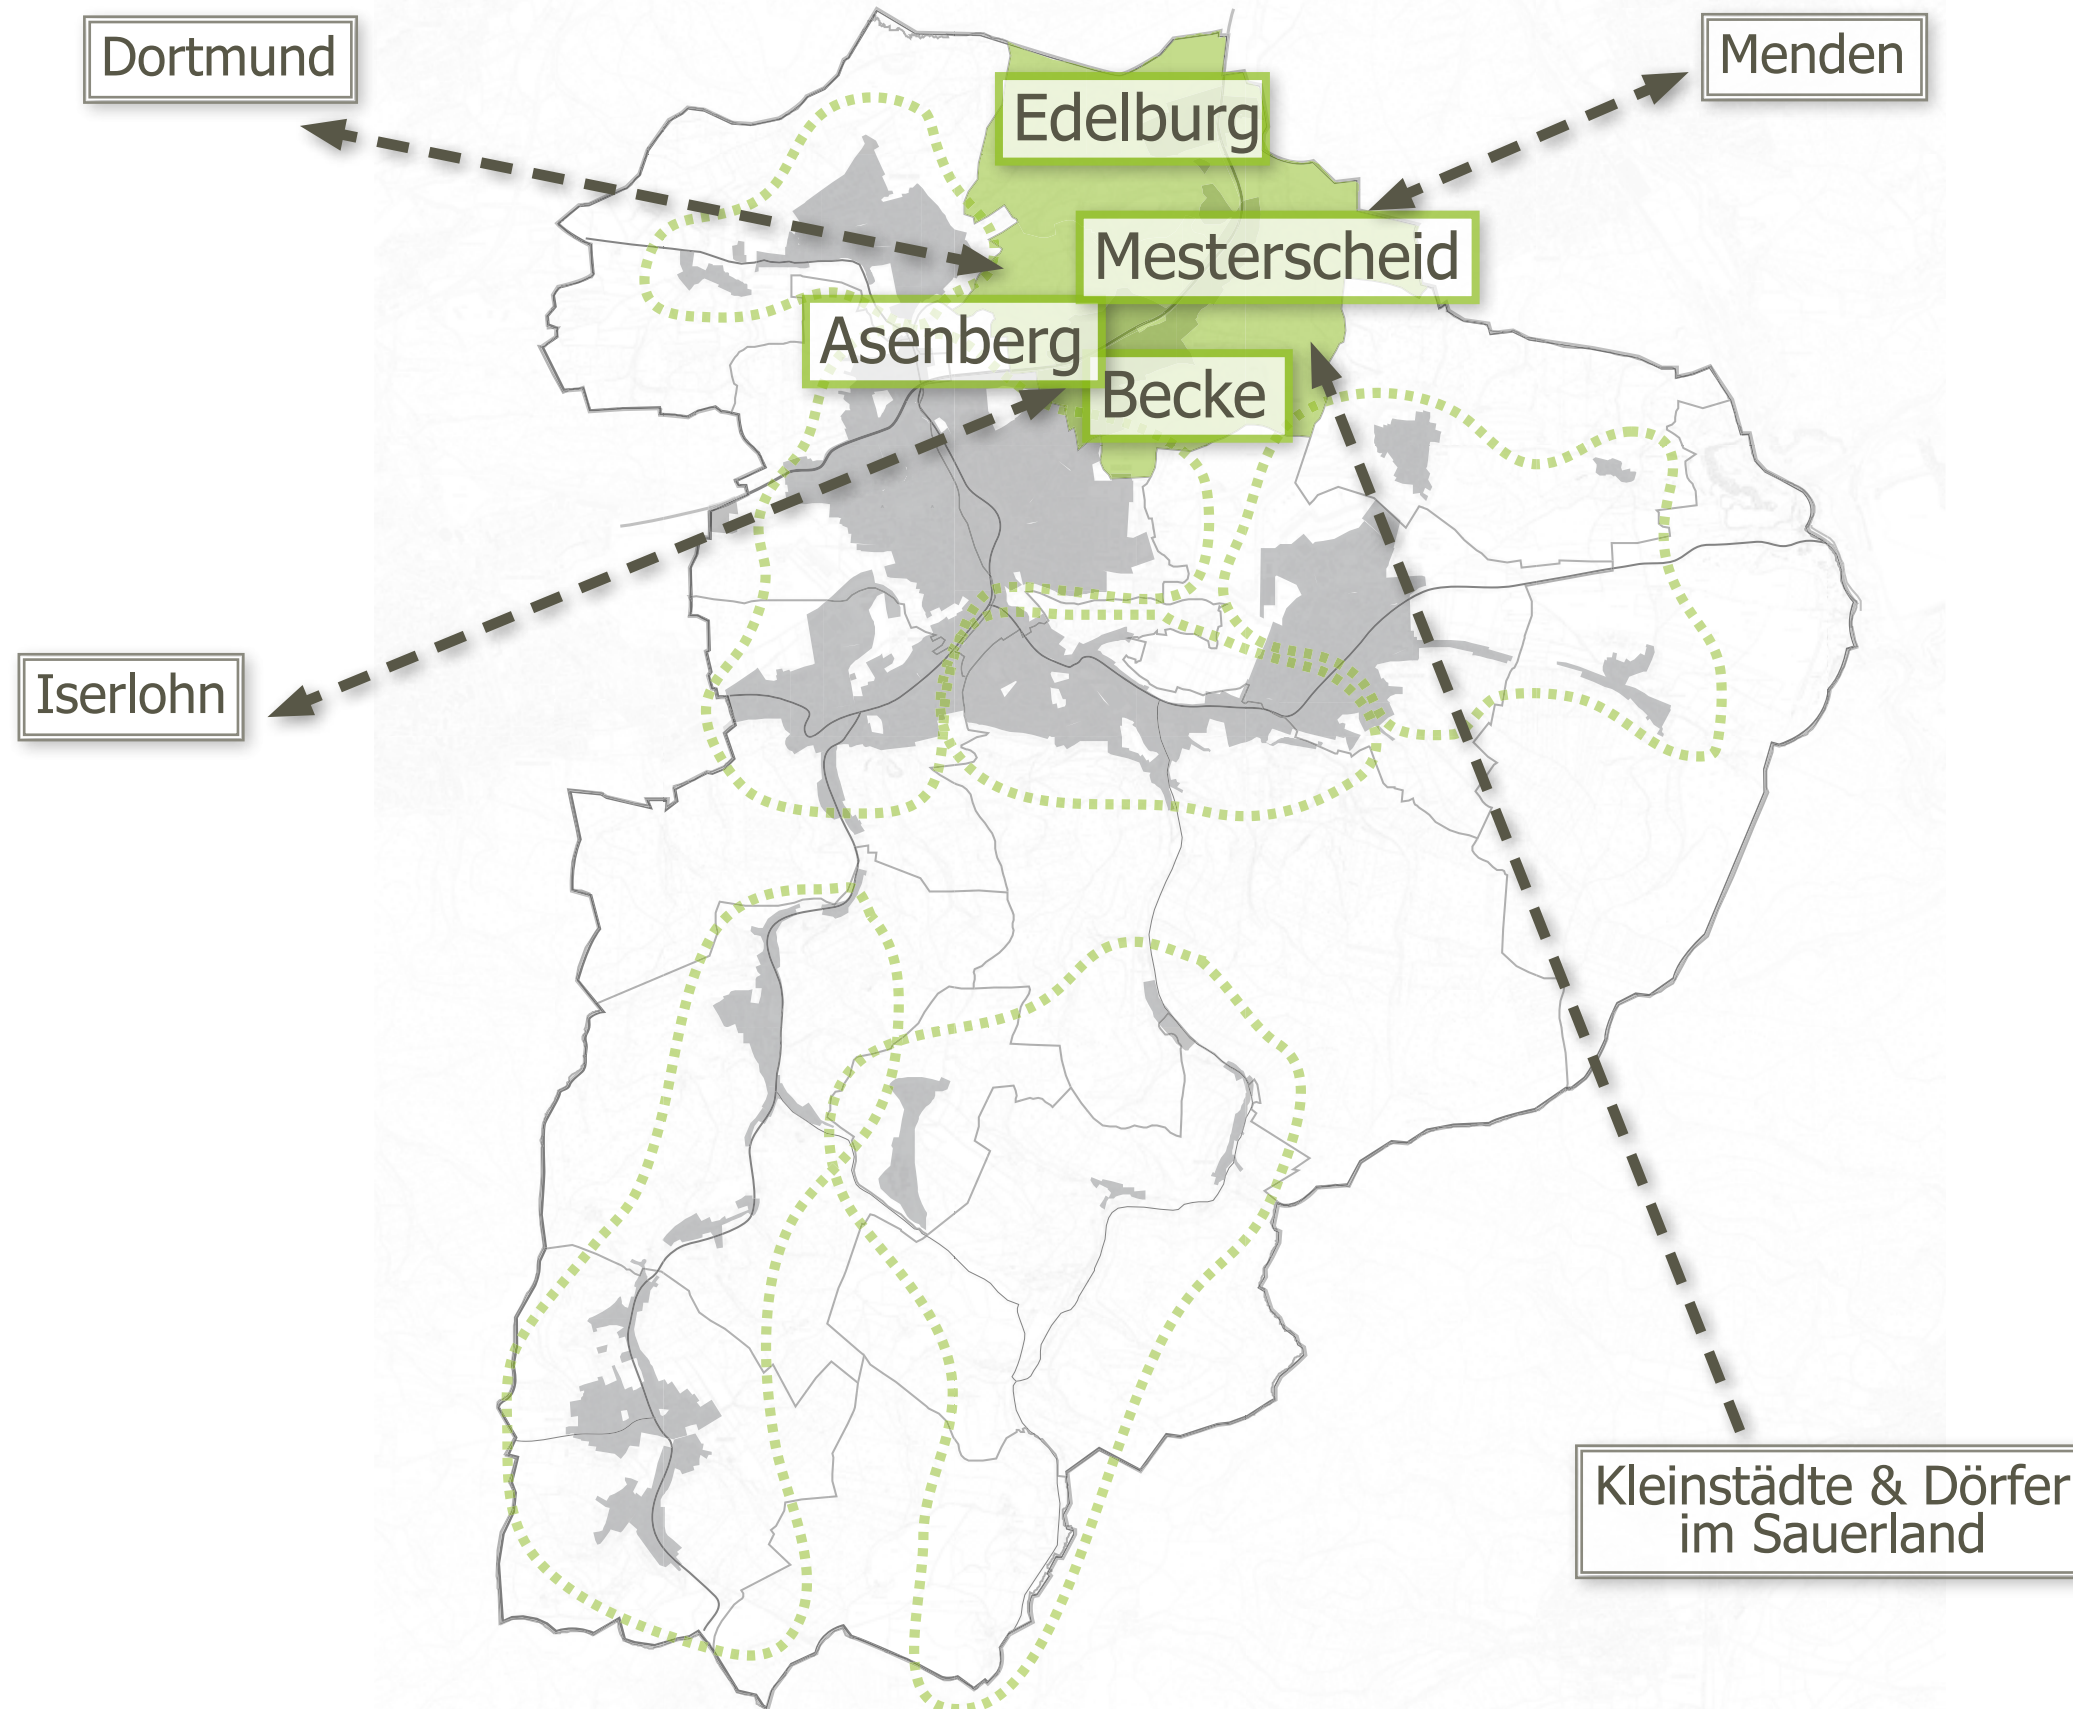 Dortmund
Menden
Edelburg
Mesterscheid
Asenberg
Becke
Iserlohn
Kleinstädte & Dörfer
im Sauerland